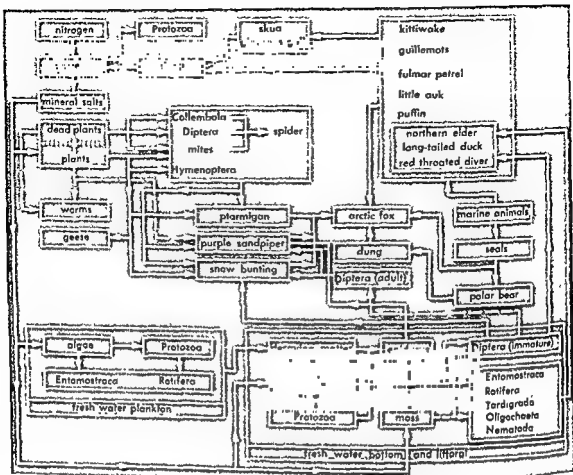 nitrogen
Protozoa
skua
kittiwake
guillemots
fulmar petrel
little auk
puffin
northern eider
long-tailed duck
red throated diver
mineral salts
dead plants
plants
worms
geese
Collembola
Diptera
mites
Hymenoptera
spider
ptarmigan
purple sandpiper
snow bunting
arctic fox
dung
Diptera (adult)
marine animals
seals
polar bear
algae
Protozoa
Entomostraca
Rotifera
fresh water plankton
Diptera (immature)
Entomostraca
Rotifera
Tardigrada
Oligochaeta
Nematoda
Protozoa
moss
fresh water bottom and littoral